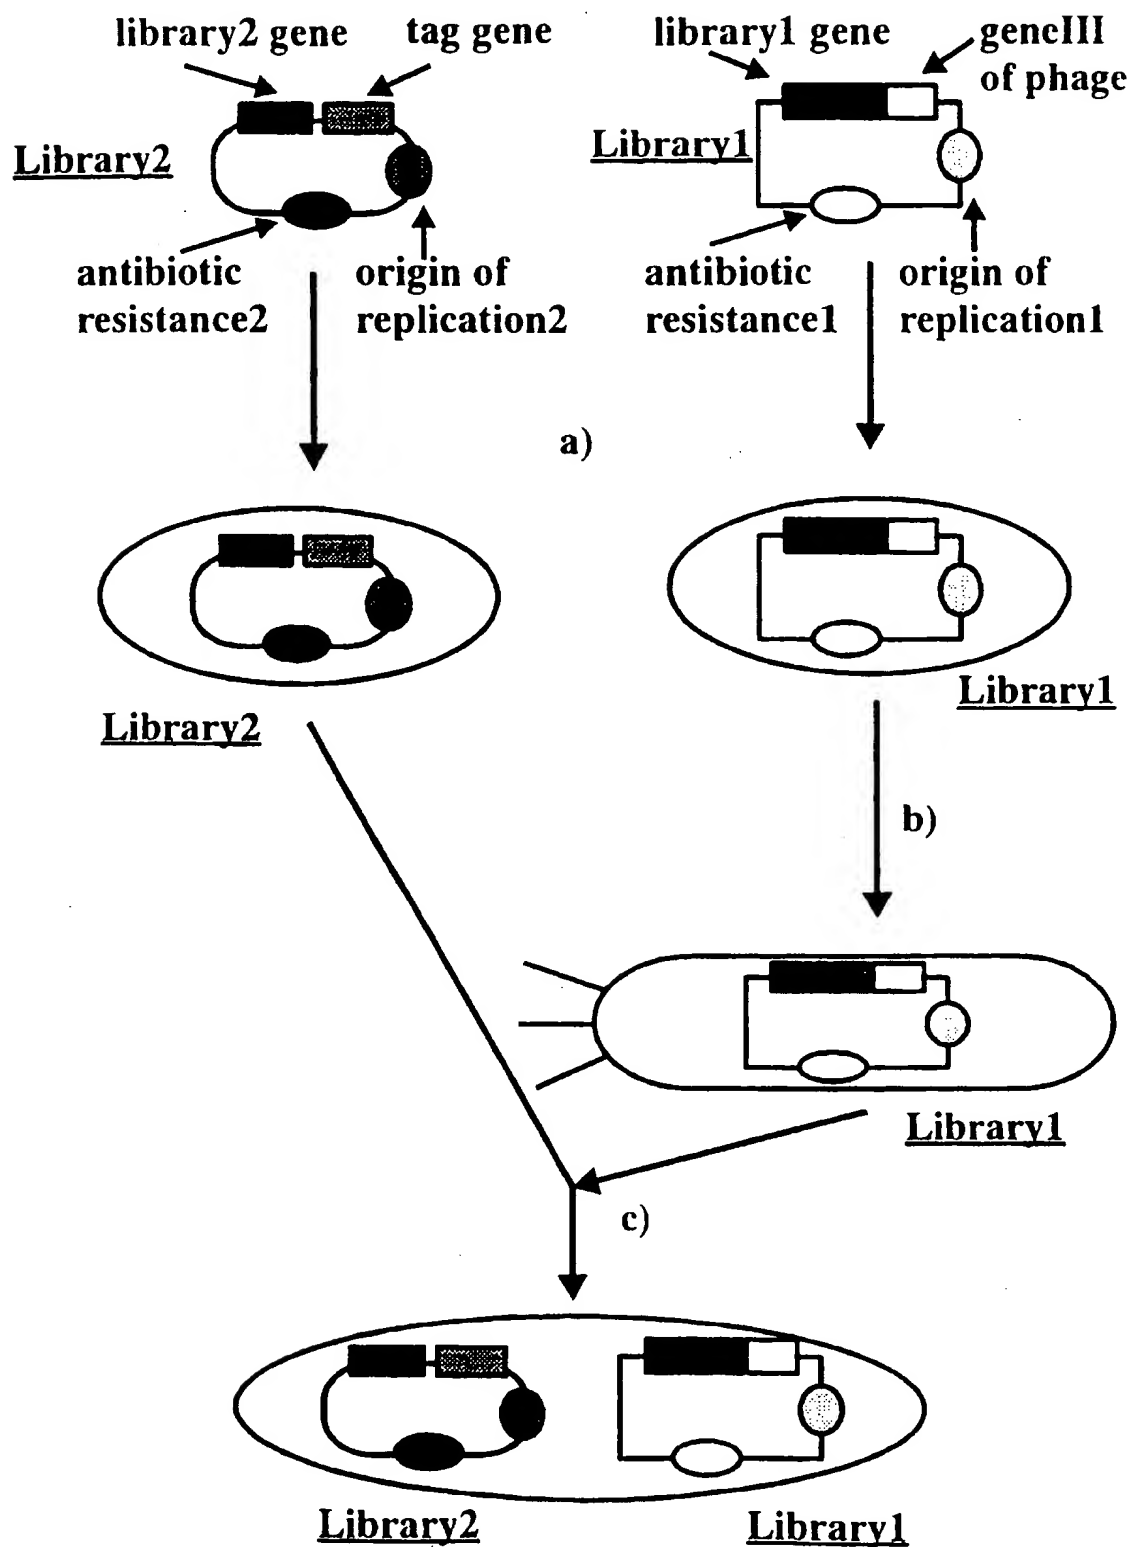 library2 gene
tag gene
library1 gene
geneIII
of phage
Library2
Library1
antibiotic
resistance2
origin of
replication2
antibiotic
resistance1
origin of
replication1
a)
Library2
Library1
b)
Library1
c)
Library2
Library1